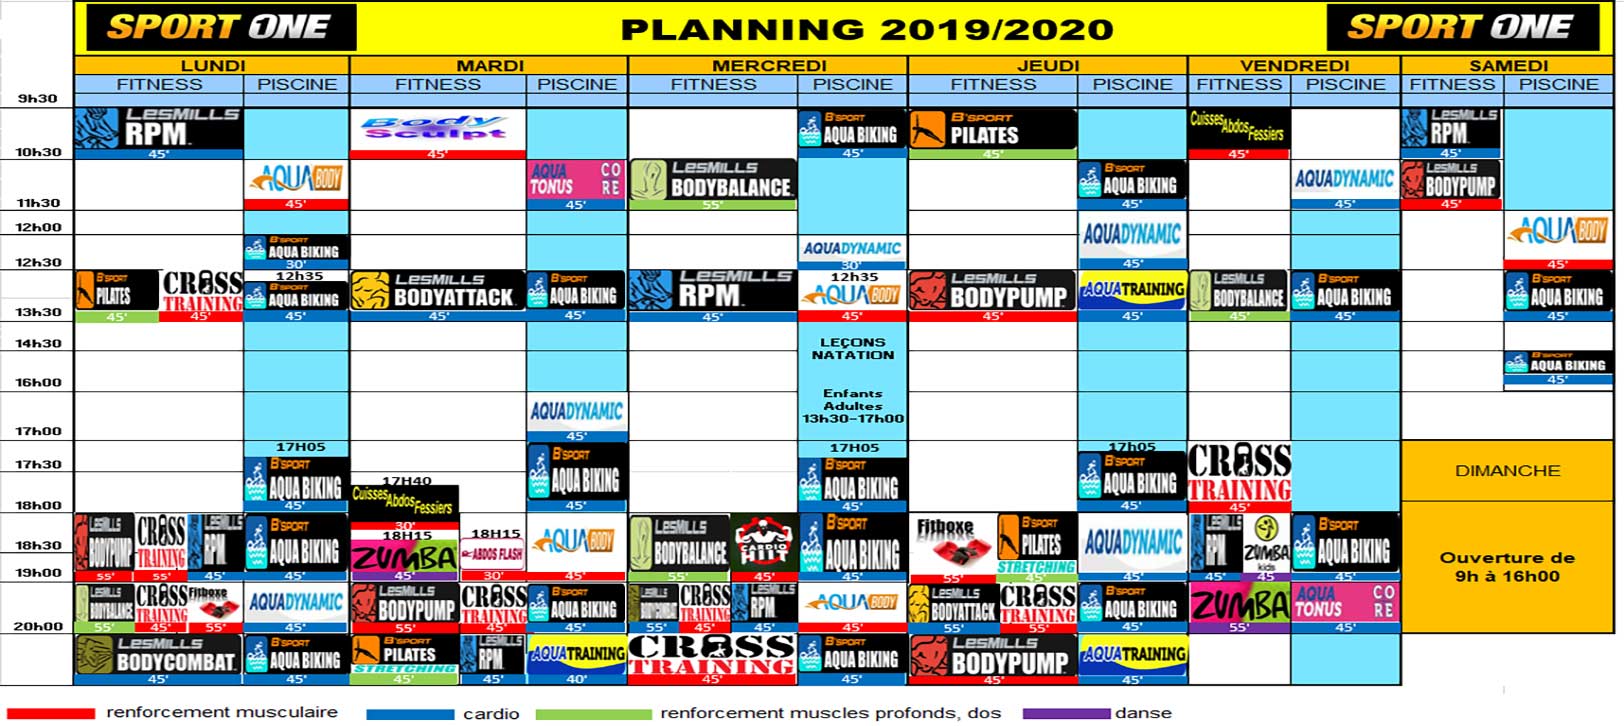 SPORT ONE PLANNING 2019/2020 SPORT ONE
LUNDI MARDI MERCREDI JEUDI VENDREDI SAMEDI
FITNESS PISCINE FITNESS PISCINE FITNESS PISCINE FITNESS PISCINE FITNESS PISCINE FITNESS PISCINE
9h30
LESMILLS RPM Body Sculpt B'SPORT AQUA BIKING B'SPORT PILATES Cuisses Abdos Fessiers LESMILLS RPM
10h30 45' 45' 45' 45' 45' 45'
AQUA BODY AQUA TONUS CORE LESMILLS BODYBALANCE B'SPORT AQUA BIKING AQUADYNAMIC LESMILLS BODYPUMP
11h30 45' 45' 55' 45' 45' 45'
12h00
B'SPORT AQUA BIKING AQUADYNAMIC AQUADYNAMIC AQUA BODY
12h30 30' 30' 45' 45'
12h35 12h35
B'SPORT PILATES CROSS TRAINING B'SPORT AQUA BIKING LESMILLS BODYATTACK B'SPORT AQUA BIKING LESMILLS RPM AQUA BODY LESMILLS BODYPUMP AQUATRAINING LESMILLS BODYBALANCE B'SPORT AQUA BIKING B'SPORT AQUA BIKING
13h30 45' 45' 45' 45' 45' 45' 45' 45' 45' 45' 45' 45'
LEÇONS
14h30 NATATION
B'SPORT AQUA BIKING
16h00 45'
Enfants
Adultes
13h30-17h00
AQUADYNAMIC
17h00 45'
17H05 17H05 17h05
17h30 B'SPORT AQUA BIKING B'SPORT AQUA BIKING B'SPORT AQUA BIKING B'SPORT AQUA BIKING CROSS TRAINING DIMANCHE
17H40
Cuisses Abdos Fessiers
18h00 45' 45' 45' 45' 45'
30'
18H15 18H15
18h30 LESMILLS BODYPUMP CROSS TRAINING LESMILLS RPM B'SPORT AQUA BIKING ZUMBA ABDOS FLASH AQUA BODY LESMILLS BODYBALANCE CARDIO HIIT B'SPORT AQUA BIKING Fitboxe B'SPORT PILATES STRETCHING AQUADYNAMIC LESMILLS RPM ZUMBA kids B'SPORT AQUA BIKING Ouverture de
19h00 55' 55' 45' 45' 45' 30' 45' 55' 45' 45' 55' 45' 45' 45' 45 45' 9h à 16h00
LESMILLS BODYBALANCE CROSS TRAINING Fitboxe AQUADYNAMIC LESMILLS BODYPUMP CROSS TRAINING B'SPORT AQUA BIKING BODYCOMBAT CROSS TRAINING LESMILLS RPM AQUA BODY LESMILLS BODYATTACK CROSS TRAINING B'SPORT AQUA BIKING ZUMBA AQUA TONUS CORE
20h00 55' 45' 55' 45' 55' 45' 45' 55' 45' 45' 45' 55' 55' 45' 55' 45'
LESMILLS BODYCOMBAT B'SPORT AQUA BIKING B'SPORT PILATES STRETCHING LESMILLS RPM AQUATRAINING CROSS TRAINING B'SPORT AQUA BIKING LESMILLS BODYPUMP AQUATRAINING
45' 45' 45' 45' 40' 45' 45' 45' 45'
renforcement musculaire cardio renforcement muscles profonds, dos danse